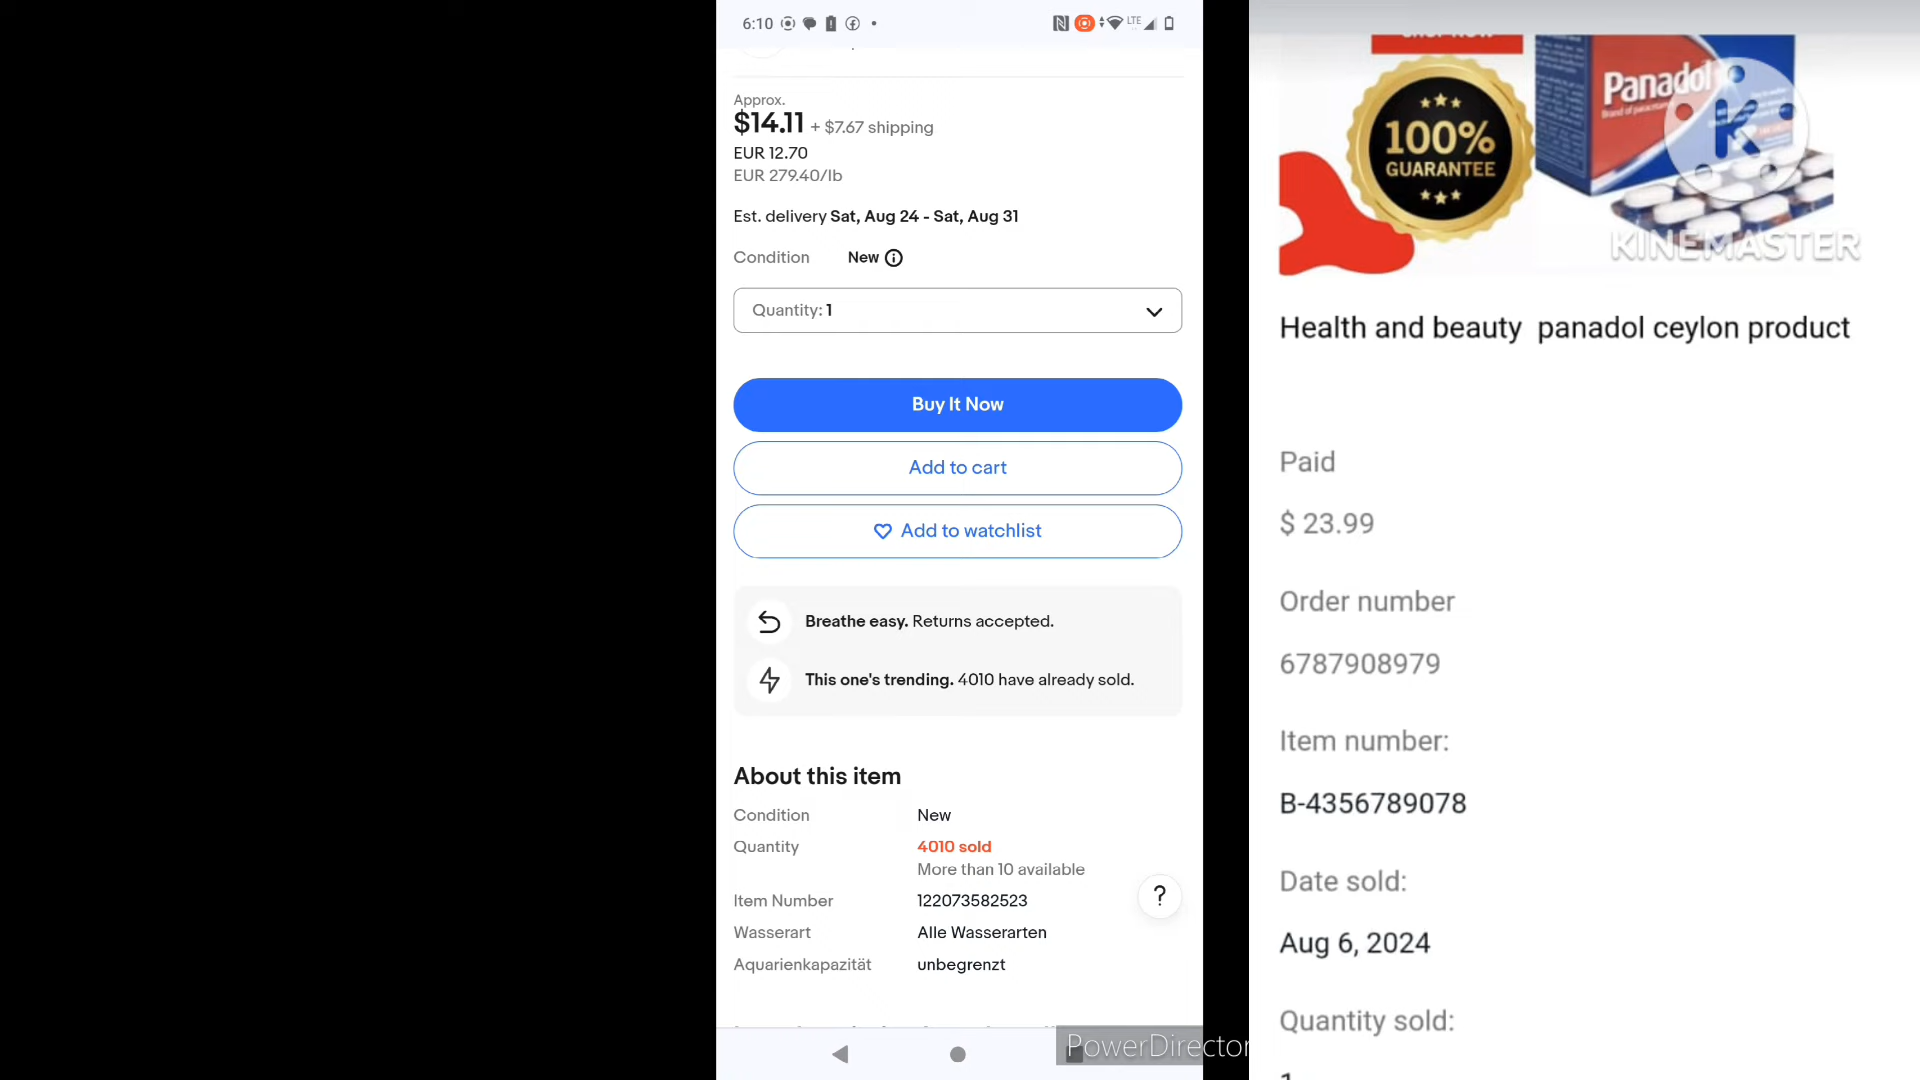 6:10
LTE
Approx.
$14.11 + $7.67 shipping
EUR 12.70
EUR 279.40/lb
Est. delivery Sat, Aug 24 - Sat, Aug 31
Condition New
Quantity: 1
Buy It Now
Add to cart
Add to watchlist
Breathe easy. Returns accepted.
This one's trending. 4010 have already sold.
About this item
Condition New
Quantity 4010 sold
More than 10 available
?
Item Number 122073582523
Wasserart Alle Wasserarten
Aquarienkapazität unbegrenzt
PowerDirector
Panadol
100%
GUARANTEE
K
KINEMASTER
Health and beauty panadol ceylon product
Paid
$ 23.99
Order number
6787908979
Item number:
B-4356789078
Date sold:
Aug 6, 2024
Quantity sold: